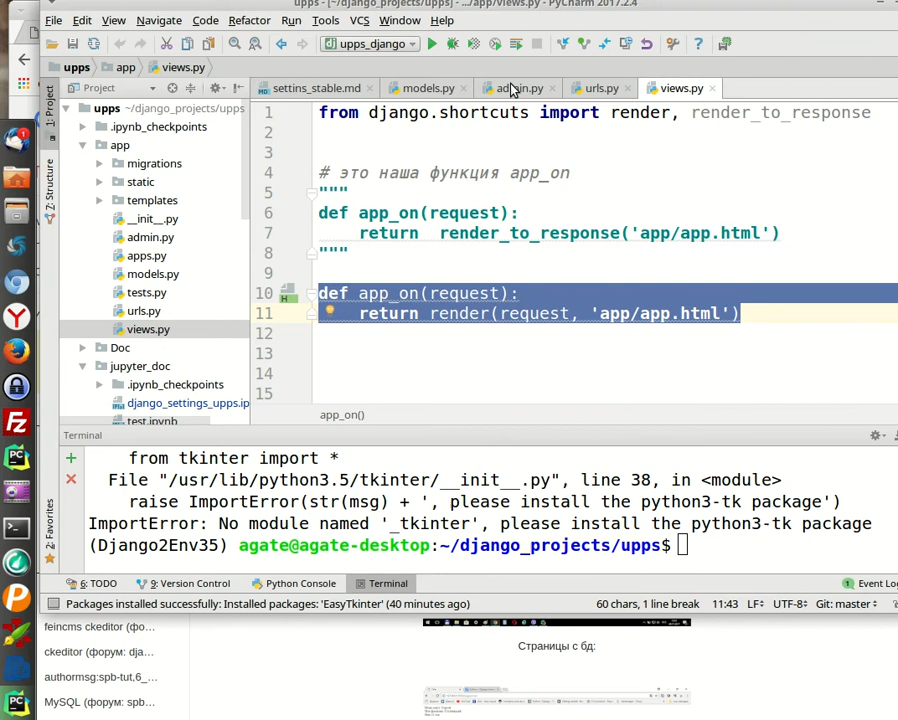 upps - [~/django_projects/upps] - .../app/views.py - PyCharm 2017.2.4
File Edit View Navigate Code Refactor Run Tools VCS Window Help
upps_django
upps app views.py
Project settins_stable.md models.py admin.py urls.py views.py
1: Project
Z: Structure
2: Favorites
upps ~/django_projects/upps
.ipynb_checkpoints
app
migrations
static
templates
__init__.py
admin.py
apps.py
models.py
tests.py
urls.py
views.py
Doc
jupyter_doc
.ipynb_checkpoints
django_settings_upps.ip
test.ipynb
1 from django.shortcuts import render, render_to_response
2
3
4 # это наша функция app_on
5 """
6 def app_on(request):
7 return render_to_response('app/app.html')
8 """
9
10 def app_on(request):
11 return render(request, 'app/app.html')
12
13
14
15
app_on()
Terminal
from tkinter import *
File "/usr/lib/python3.5/tkinter/__init__.py", line 38, in <module>
raise ImportError(str(msg) + ', please install the python3-tk package')
ImportError: No module named '_tkinter', please install the python3-tk package
(Django2Env35) agate@agate-desktop:~/django_projects/upps$
6: TODO 9: Version Control Python Console Terminal 1 Event Log
Packages installed successfully: Installed packages: 'EasyTkinter' (40 minutes ago) 60 chars, 1 line break 11:43 LF÷ UTF-8÷ Git: master÷
feincms ckeditor (фо...
ckeditor (форум: dja...
authormsg:spb-tut,6_...
MySQL (форум: spb...
Страницы с бд: